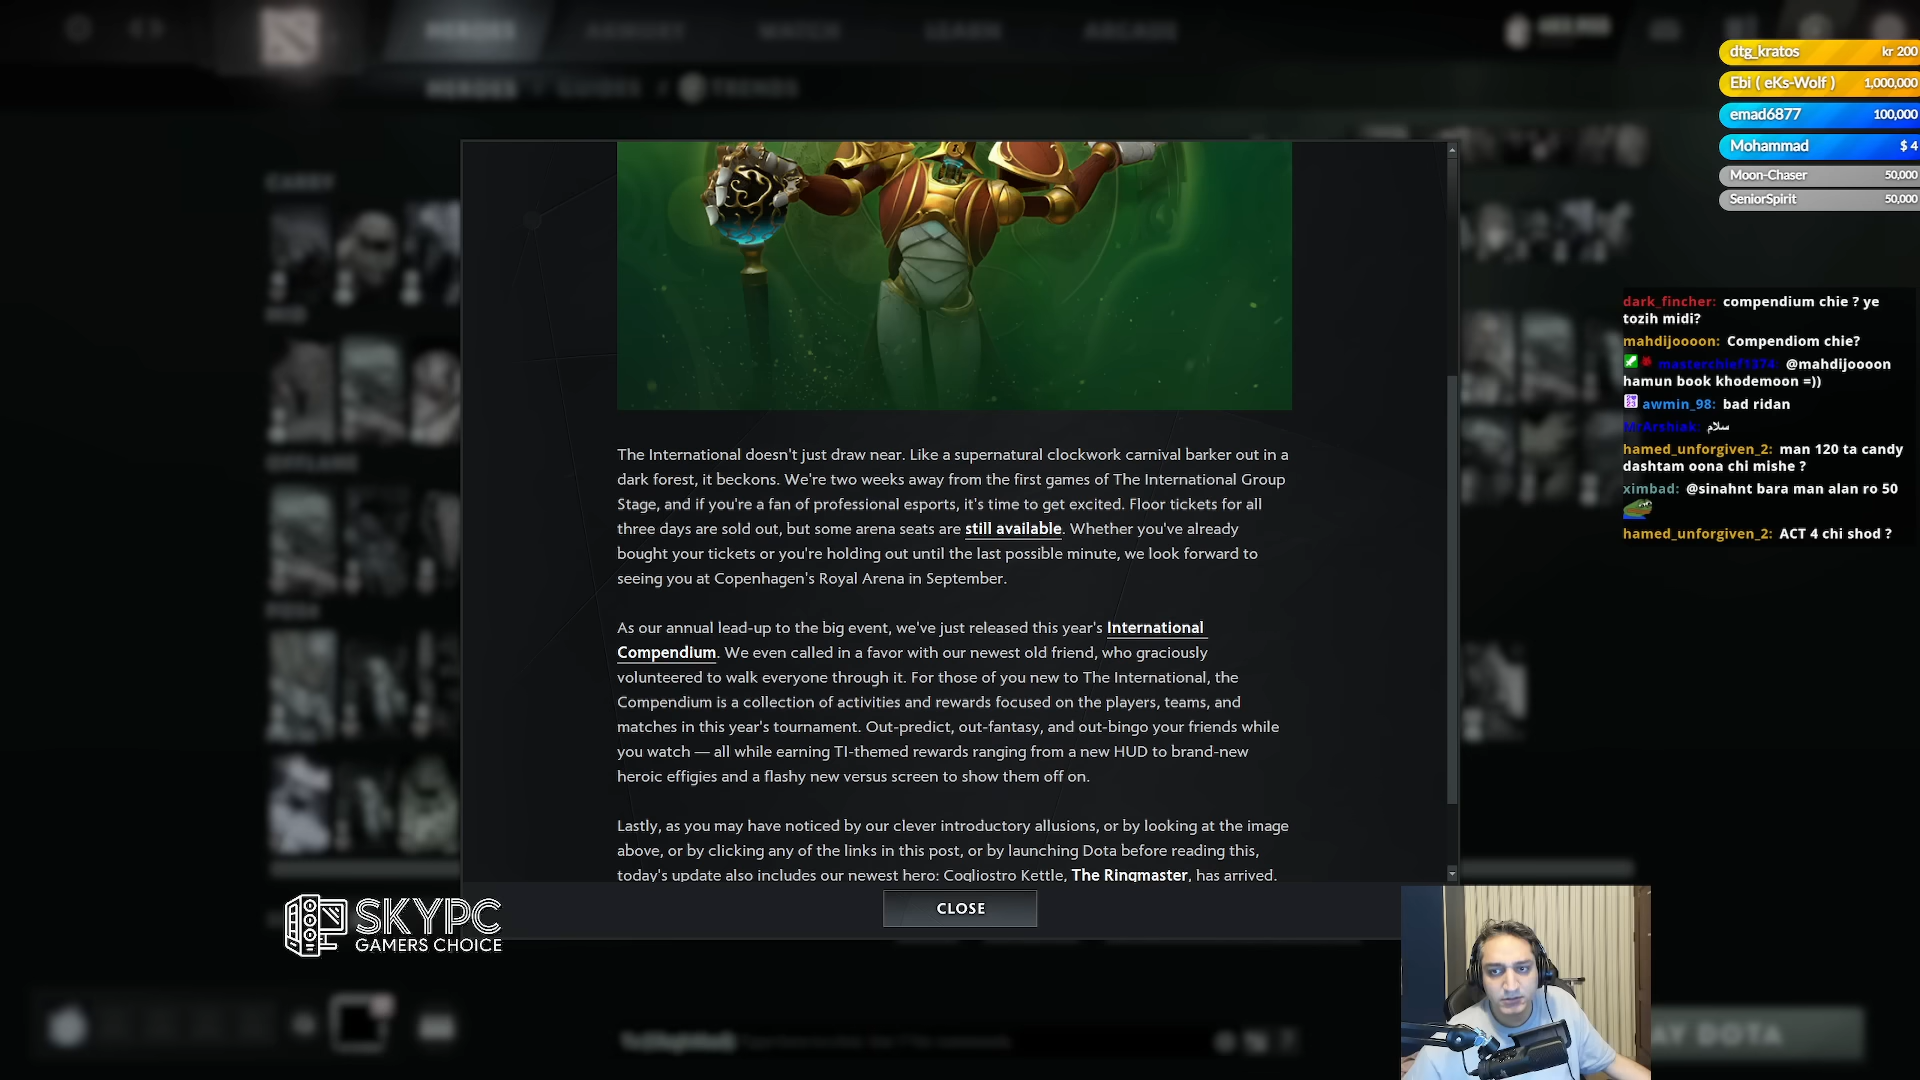 HEROES
ARMORY
WATCH
LEARN
ARCADE
HEROES / GUIDES / TRENDS
dtg_kratos kr 200
Ebi ( eKs-Wolf ) 1,000,000
emad6877 100,000
Mohammad $ 4
Moon-Chaser 50,000
SeniorSpirit 50,000
CARRY
MID
OFFLANE
dark_fincher: compendium chie ? ye
tozih midi?
mahdijoooon: Compendiom chie?
masterchief1374: @mahdijoooon
hamun book khodemoon =))
awmin_98: bad ridan
MrArshiak: سلام
hamed_unforgiven_2: man 120 ta candy
dashtam oona chi mishe ?
ximbad: @sinahnt bara man alan ro 50
hamed_unforgiven_2: ACT 4 chi shod ?
The International doesn't just draw near. Like a supernatural clockwork carnival barker out in a
dark forest, it beckons. We're two weeks away from the first games of The International Group
Stage, and if you're a fan of professional esports, it's time to get excited. Floor tickets for all
three days are sold out, but some arena seats are still available. Whether you've already
bought your tickets or you're holding out until the last possible minute, we look forward to
seeing you at Copenhagen's Royal Arena in September.
As our annual lead-up to the big event, we've just released this year's International
Compendium. We even called in a favor with our newest old friend, who graciously
volunteered to walk everyone through it. For those of you new to The International, the
Compendium is a collection of activities and rewards focused on the players, teams, and
matches in this year's tournament. Out-predict, out-fantasy, and out-bingo your friends while
you watch — all while earning TI-themed rewards ranging from a new HUD to brand-new
heroic effigies and a flashy new versus screen to show them off on.
Lastly, as you may have noticed by our clever introductory allusions, or by looking at the image
above, or by clicking any of the links in this post, or by launching Dota before reading this,
today's update also includes our newest hero: Cogliostro Kettle, The Ringmaster, has arrived.
CLOSE
SKYPC
GAMERS CHOICE
AY DOTA